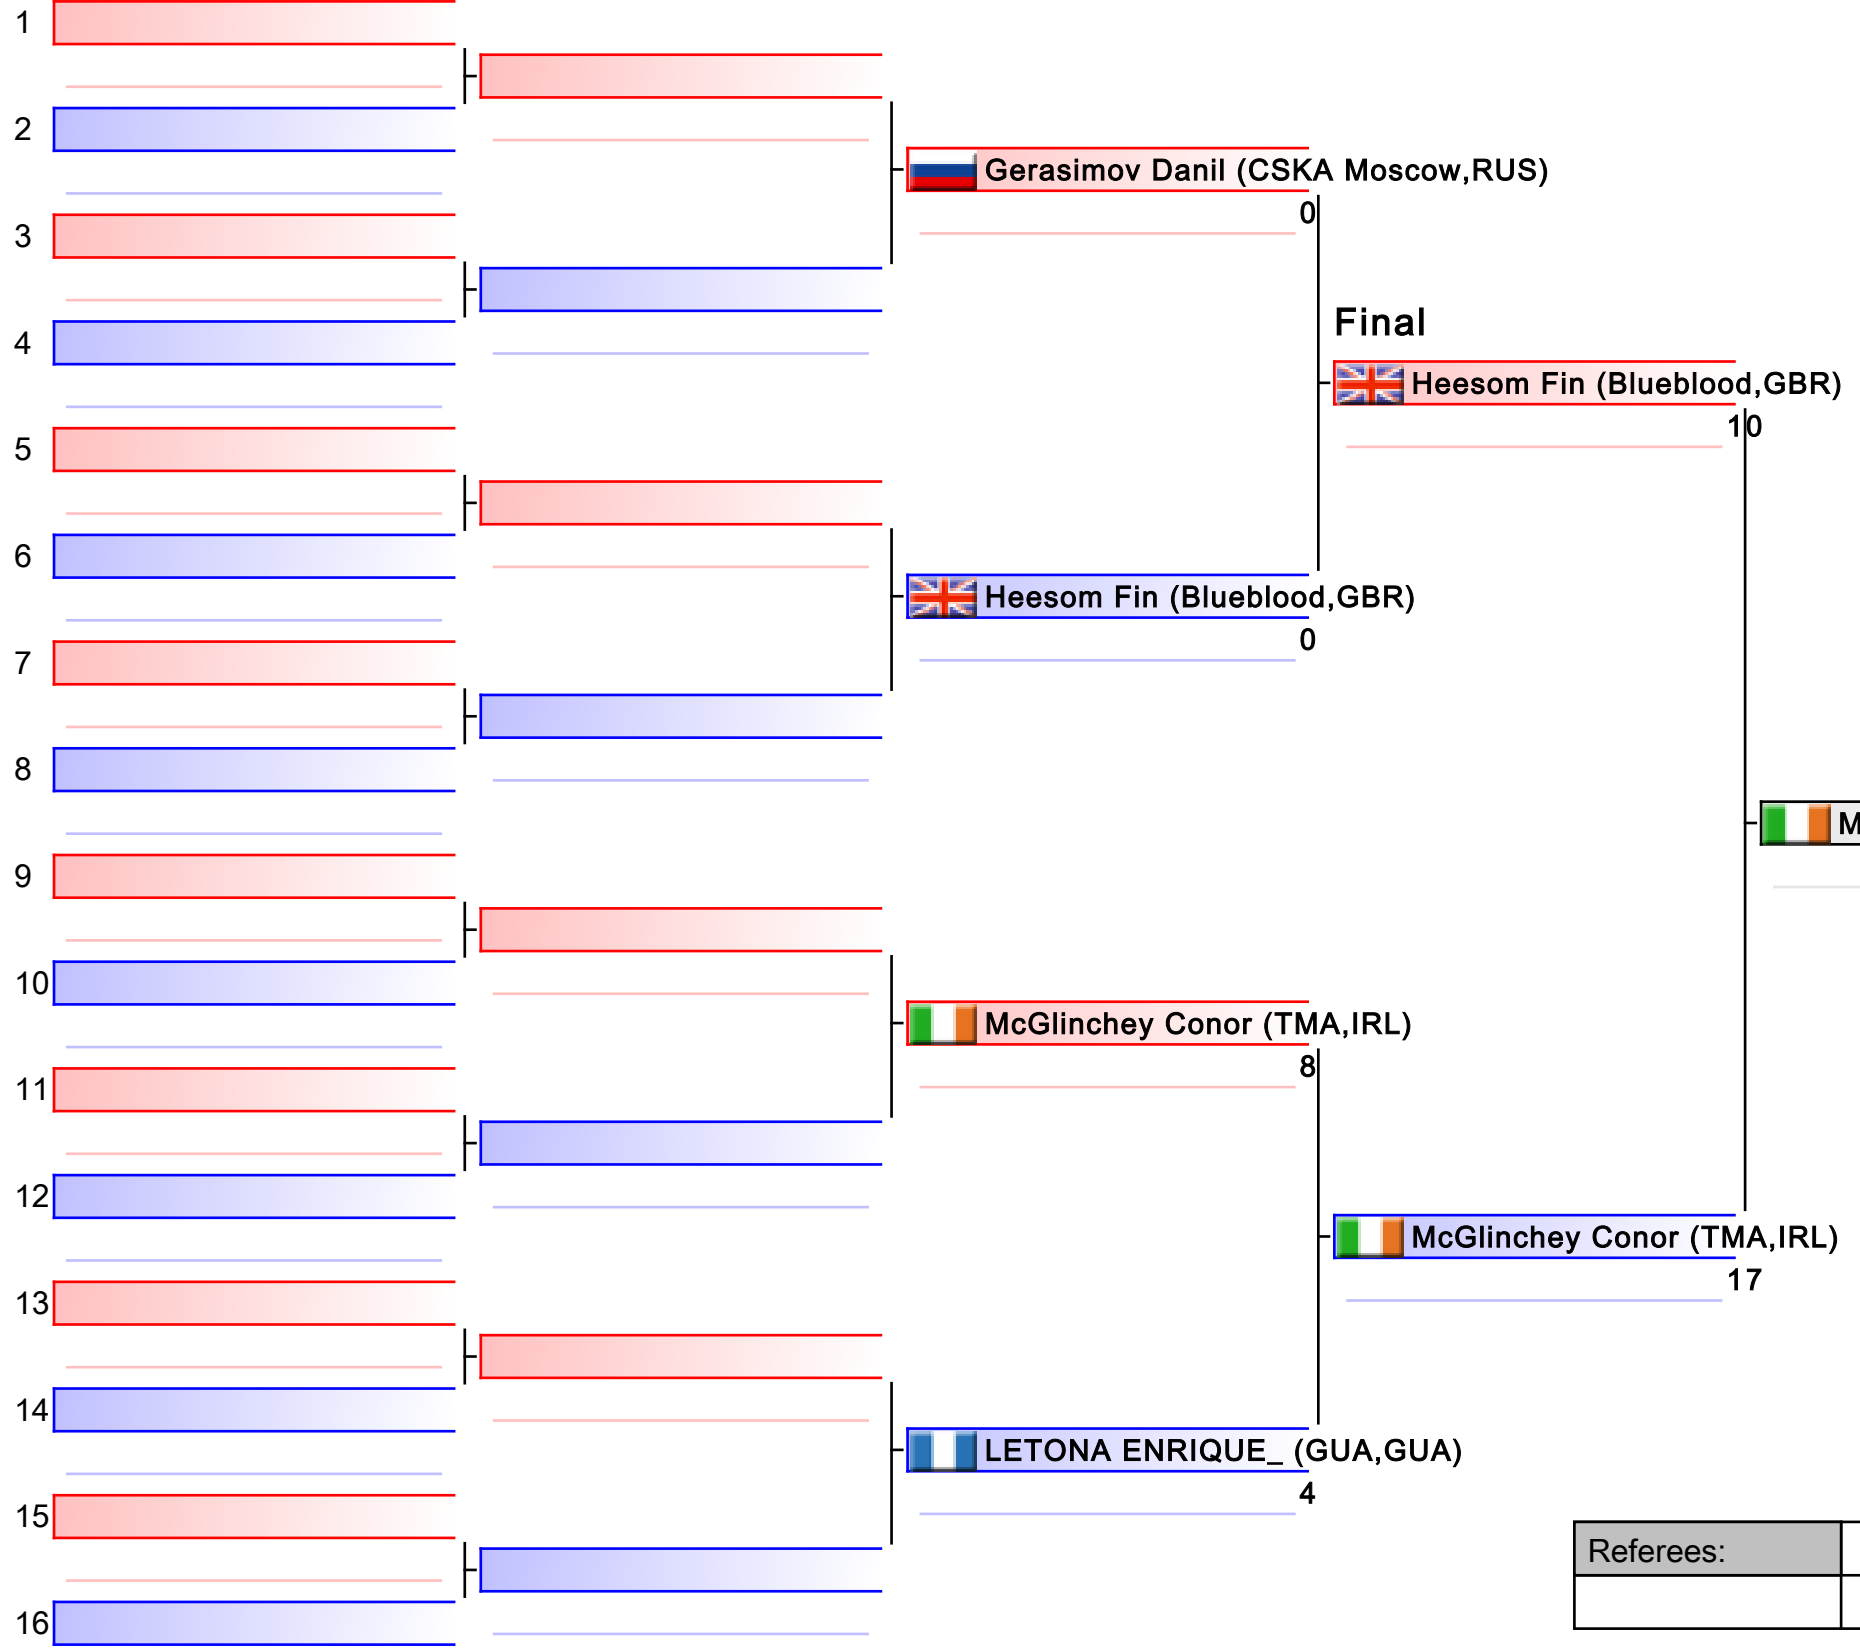 1
2
Gerasimov Danil (CSKA Moscow,RUS)
0
3
Final
4
Heesom Fin (Blueblood,GBR)
10
5
6
Heesom Fin (Blueblood,GBR)
0
7
8
M
9
10
McGlinchey Conor (TMA,IRL)
8
11
12
McGlinchey Conor (TMA,IRL)
17
13
14
LETONA ENRIQUE_ (GUA,GUA)
4
15
Referees:
16